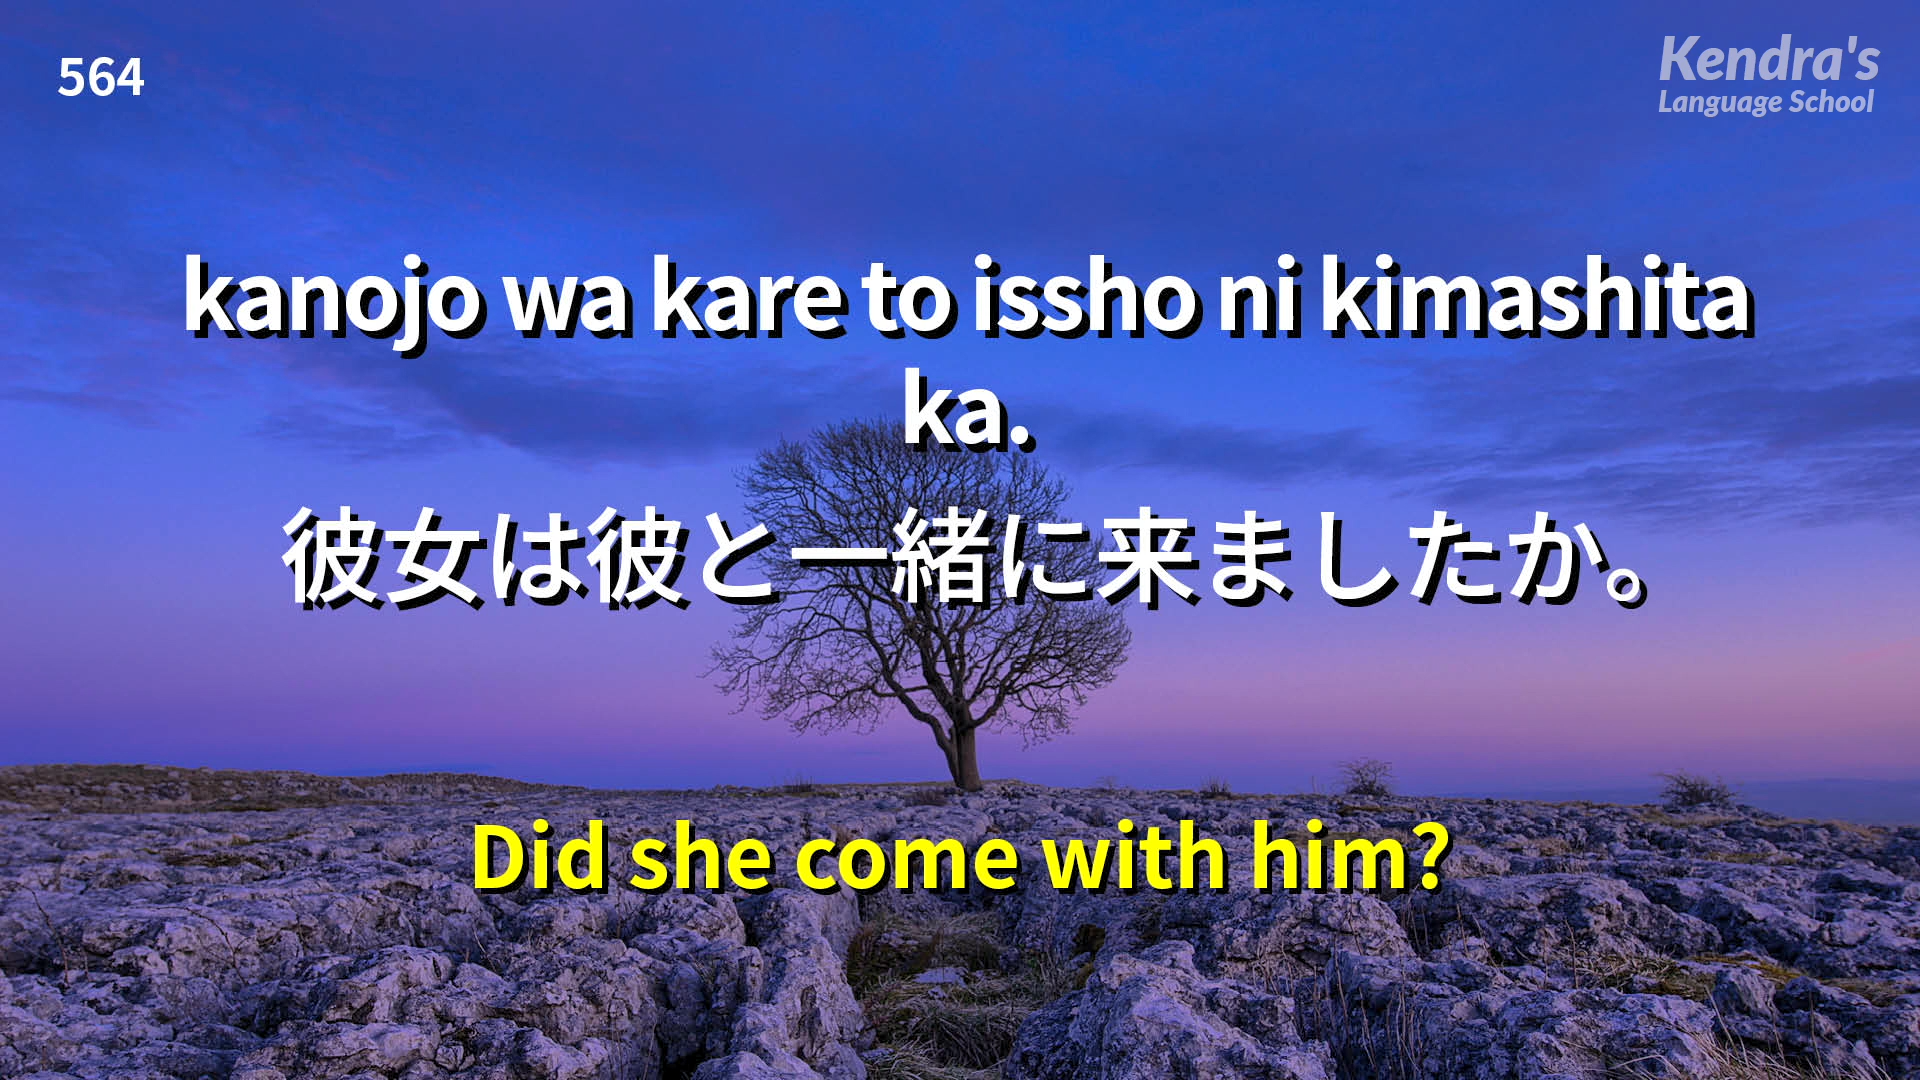 564
Kendra's
Language School
kanojo wa kare to issho ni kimashita
ka.
彼女は彼と一緒に来ましたか。
Did she come with him?